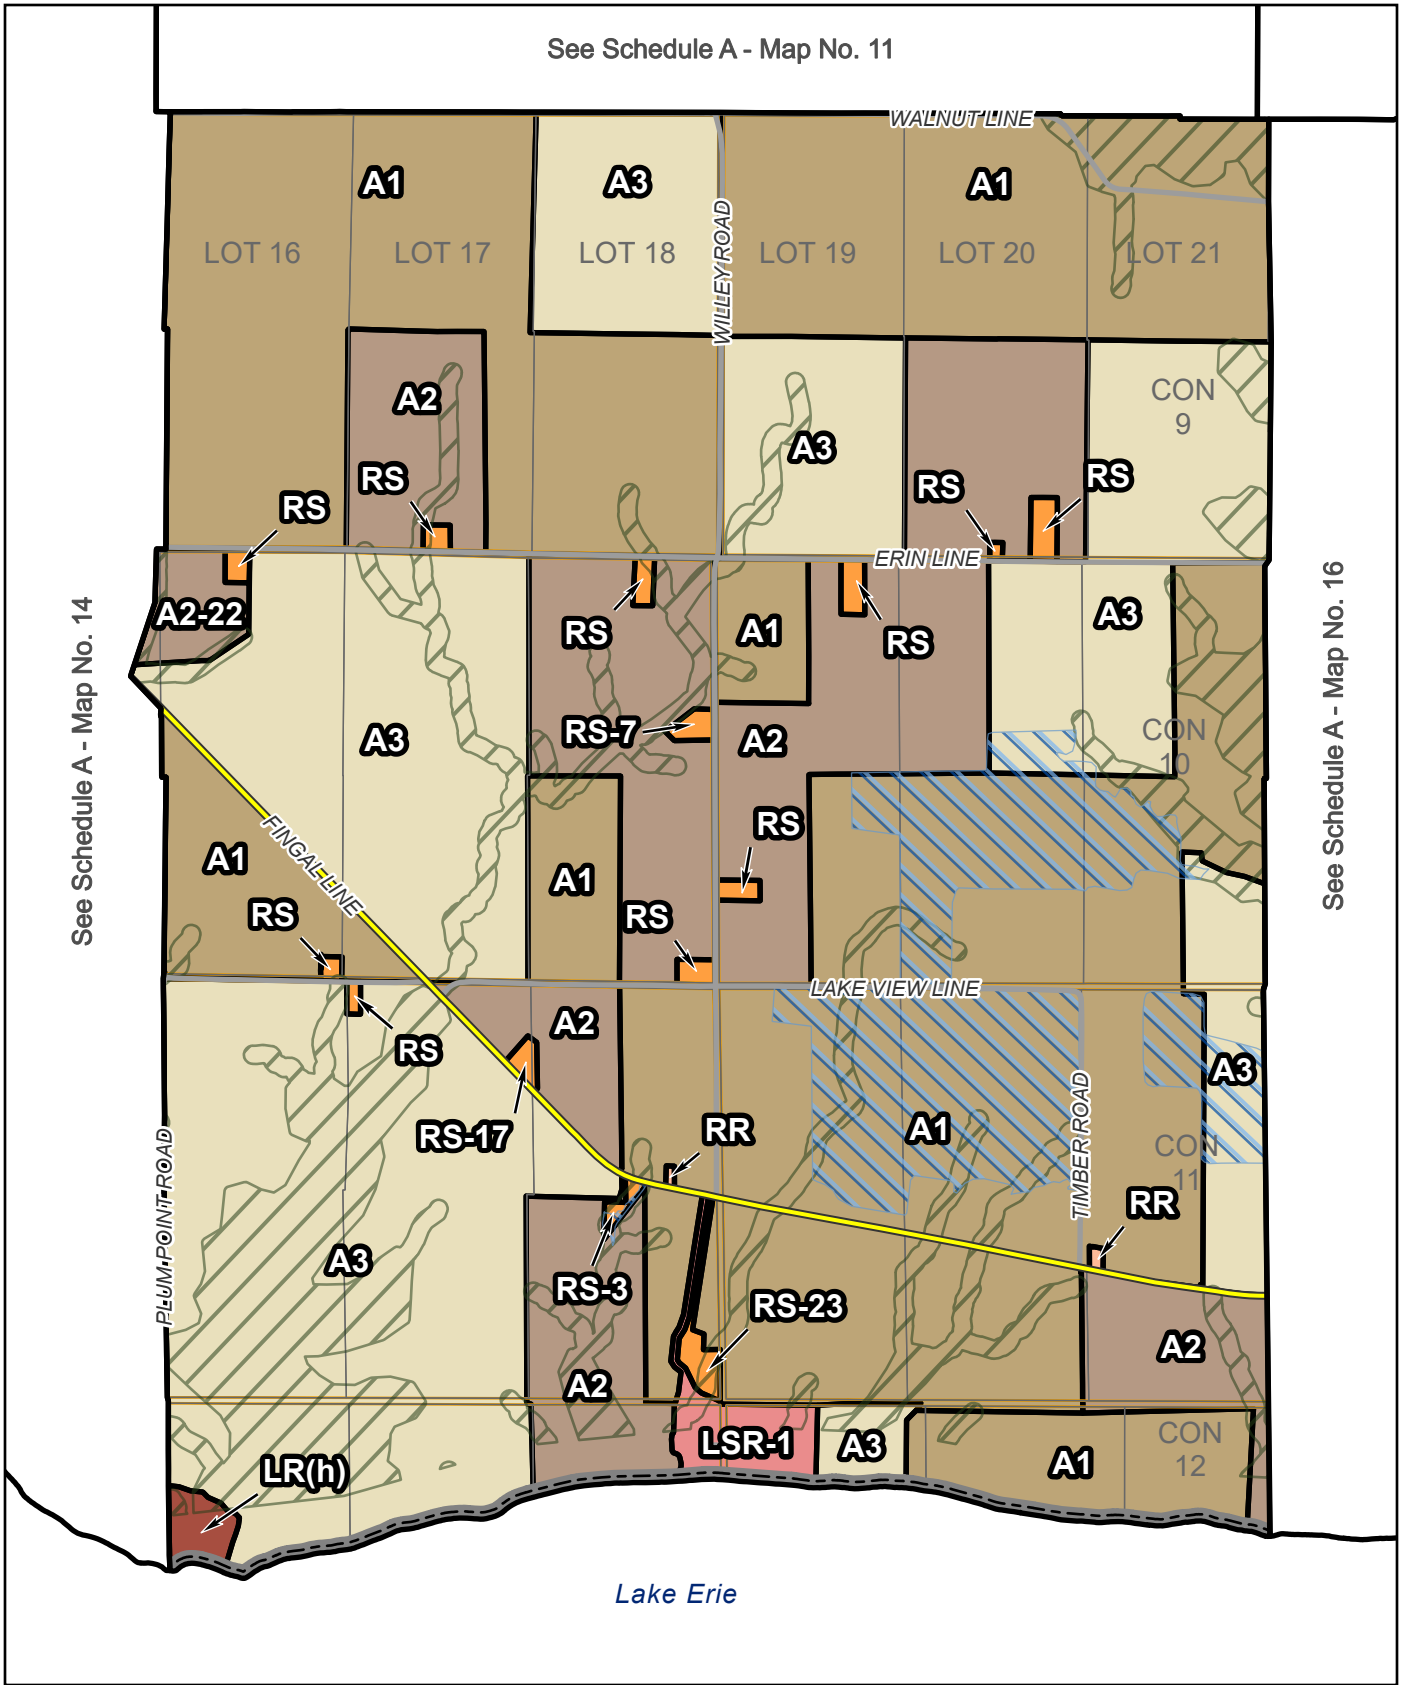 See Schedule A - Map No. 11
WALNUT LINE
A1
A3
A1
LOT 16
LOT 17
LOT 18
WILLEY ROAD
LOT 19
LOT 20
LOT 21
A2
CON
9
A3
RS
RS
RS
RS
ERIN LINE
A2-22
RS
A1
RS
A3
See Schedule A - Map No. 14
See Schedule A - Map No. 16
A3
RS-7
A2
CON
10
FINGAL LINE
RS
A1
A1
RS
RS
LAKE VIEW LINE
A2
RS
A3
RS-17
RR
A1
TIMBER ROAD
CON
11
PLUM POINT ROAD
RR
A3
RS-3
RS-23
A2
A2
LSR-1
A3
A1
CON
12
LR(h)
Lake Erie